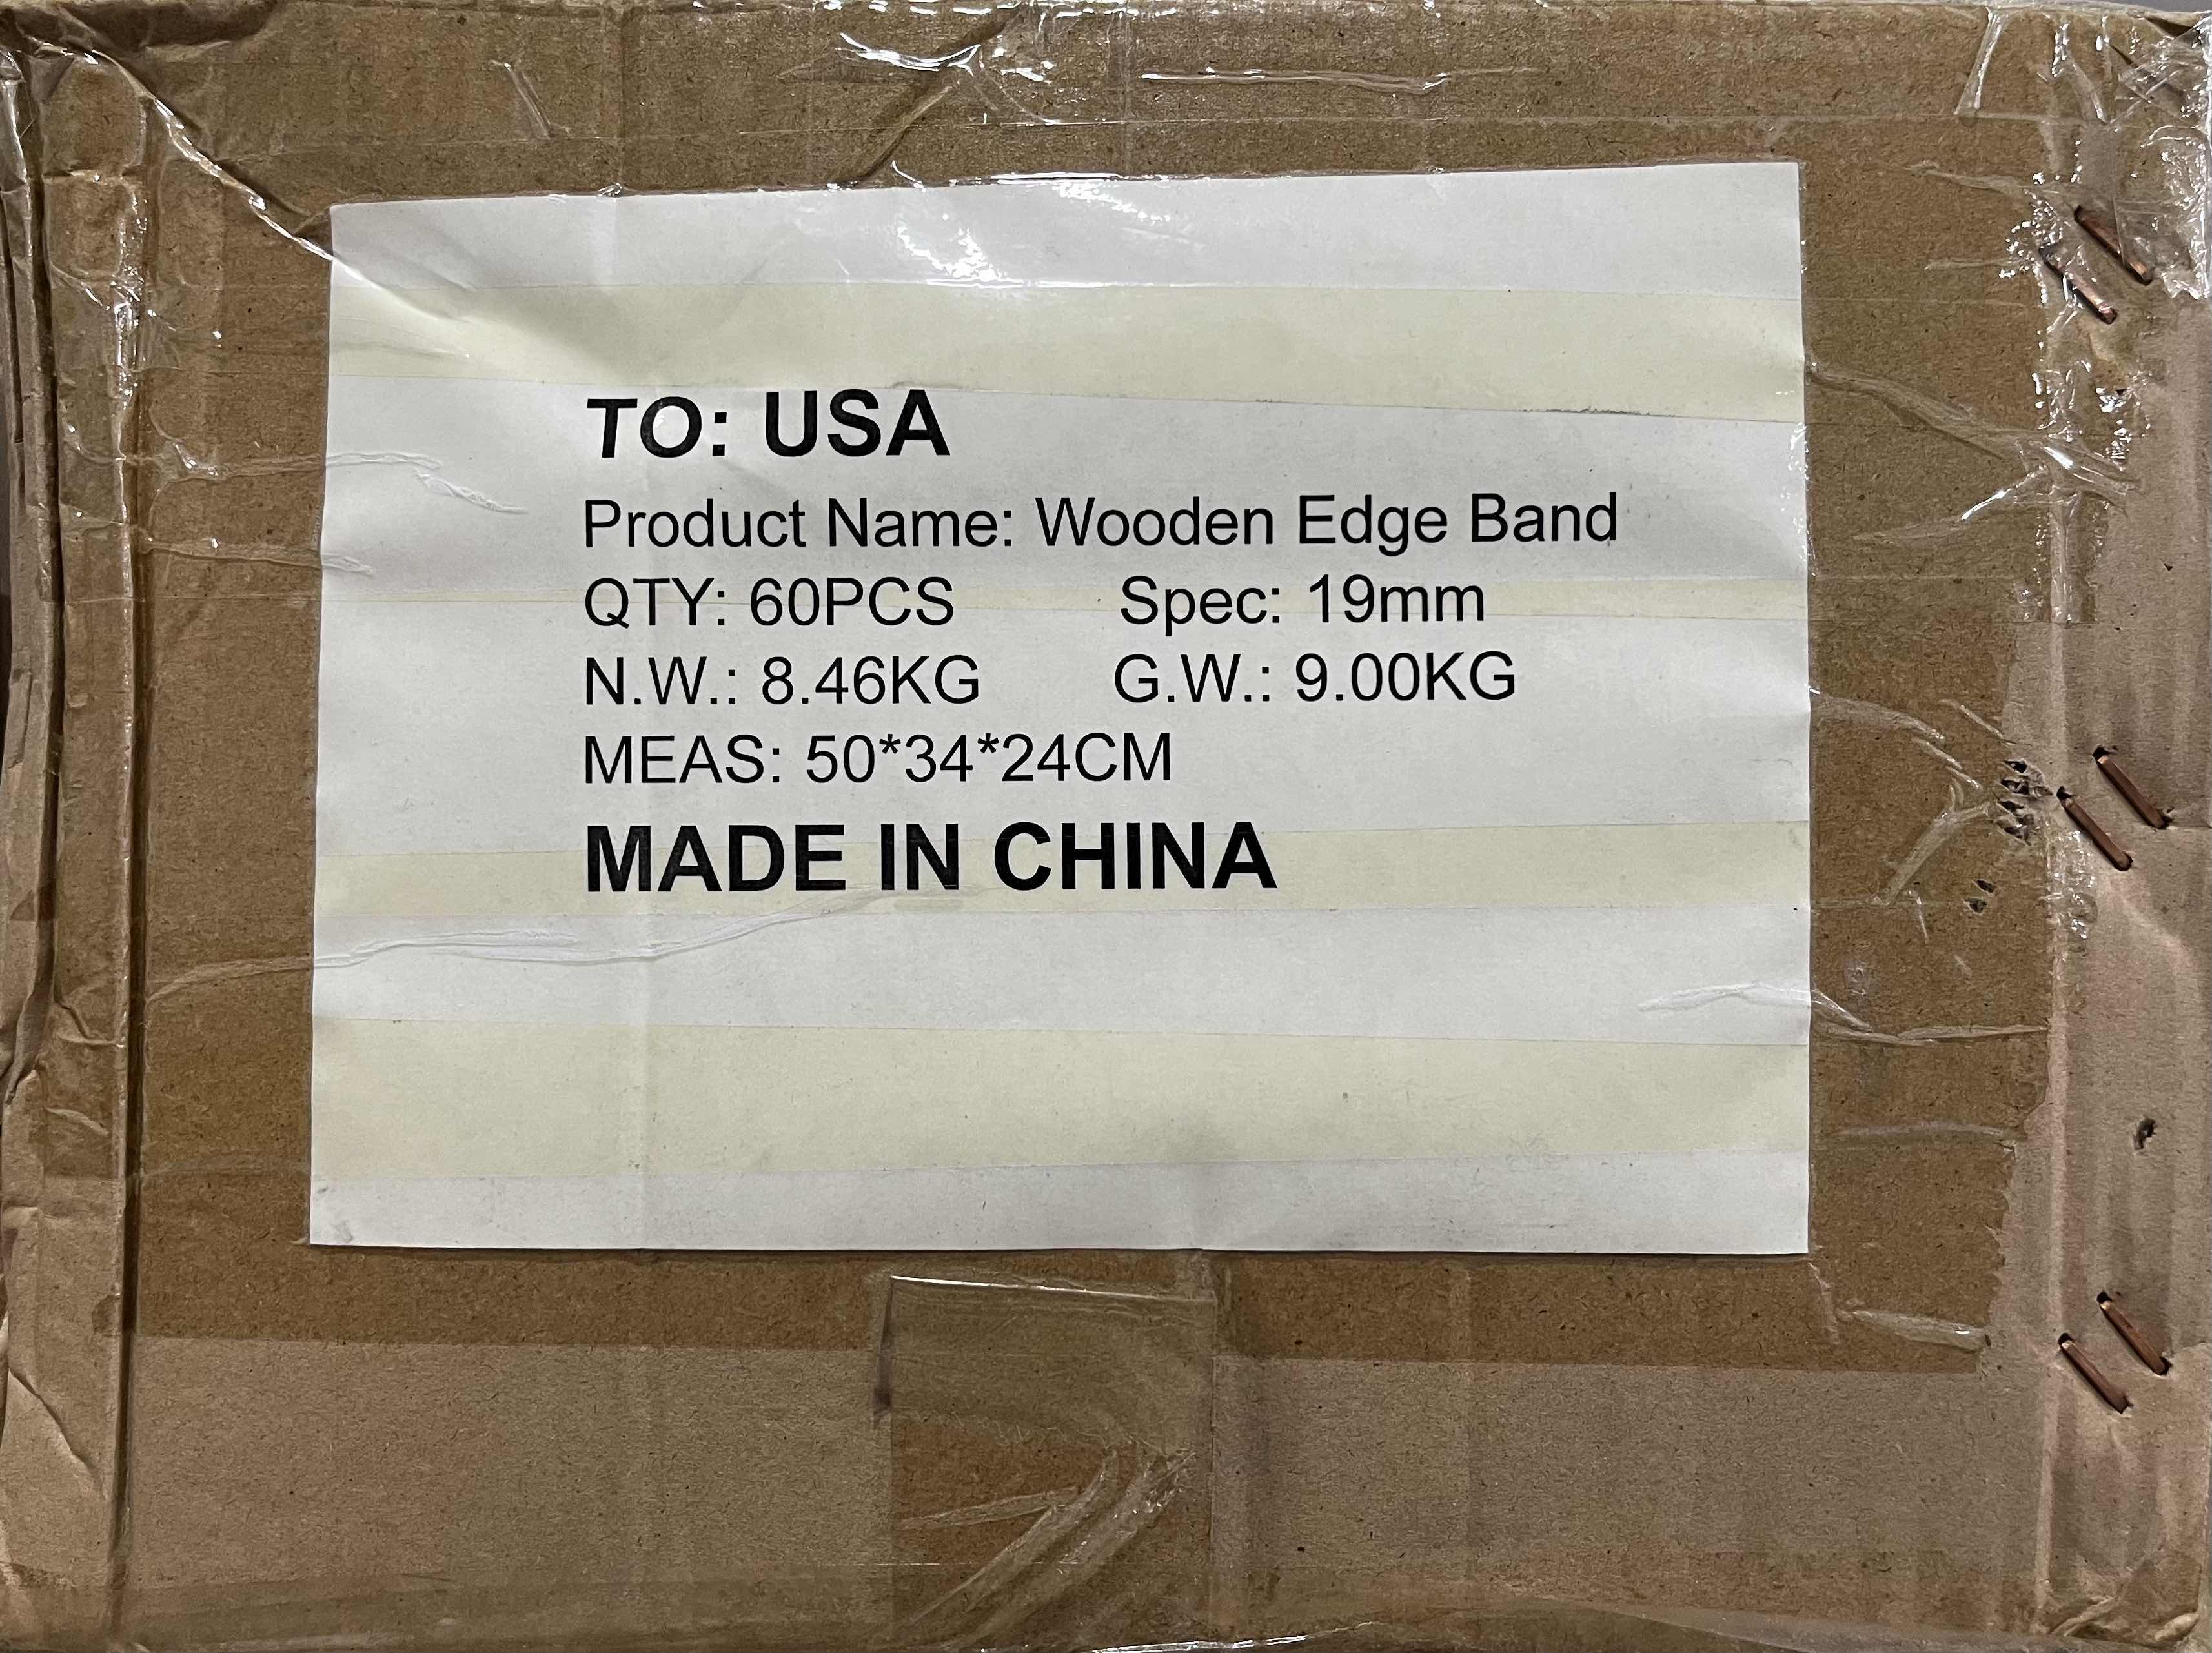 TO: USA
Product Name: Wooden Edge Band
QTY: 60PCS Spec: 19mm
N.W.: 8.46KG G.W.: 9.00KG
MEAS: 50*34*24CM
MADE IN CHINA